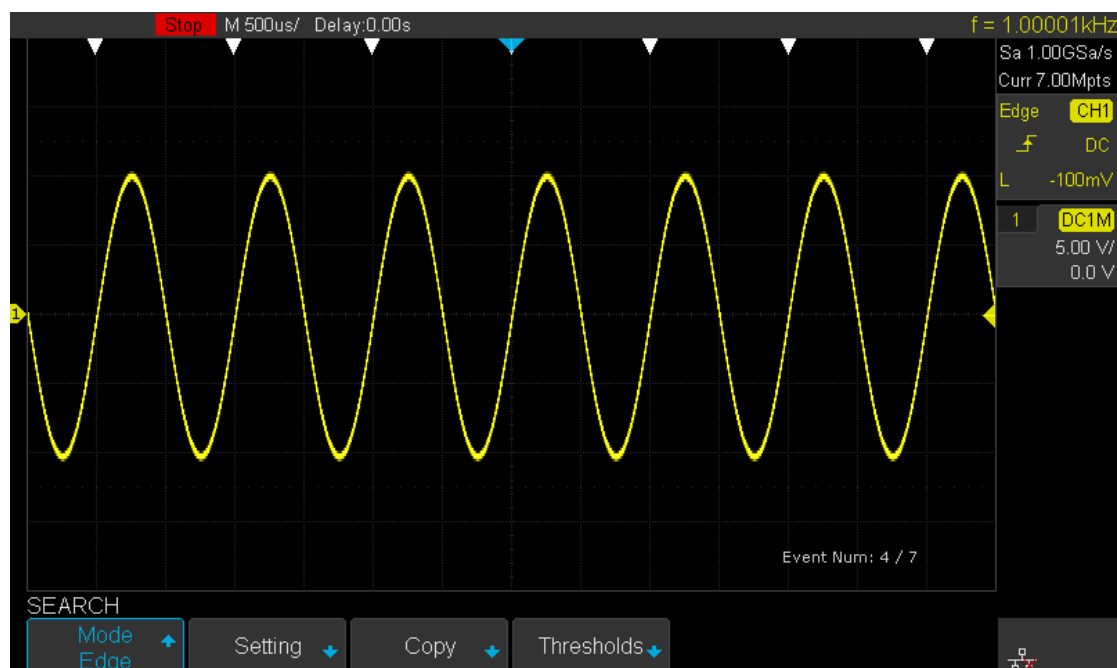 Stop M 500us/ Delay:0.00s f = 1.00001kHz
Sa 1.00GSa/s
Curr 7.00Mpts
Edge CH1
DC
L -100mV
1 DC1M
5.00 V/
0.0 V
1
Event Num: 4 / 7
SEARCH
Mode
Edge
Setting
Copy
Thresholds